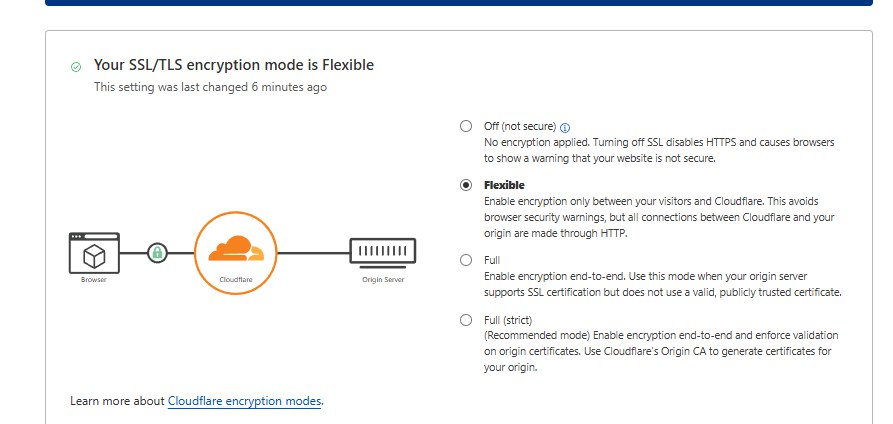 Your SSL/TLS encryption mode is Flexible
This setting was last changed 6 minutes ago
Off (not secure)
No encryption applied. Turning off SSL disables HTTPS and causes browsers
to show a warning that your website is not secure.
Flexible
Enable encryption only between your visitors and Cloudflare. This avoids
browser security warnings, but all connections between Cloudflare and your
origin are made through HTTP.
Full
Enable encryption end-to-end. Use this mode when your origin server
supports SSL certification but does not use a valid, publicly trusted certificate.
Full (strict)
(Recommended mode) Enable encryption end-to-end and enforce validation
on origin certificates. Use Cloudflare's Origin CA to generate certificates for
your origin.
Browser
Cloudflare
Origin Server
Learn more about Cloudflare encryption modes.